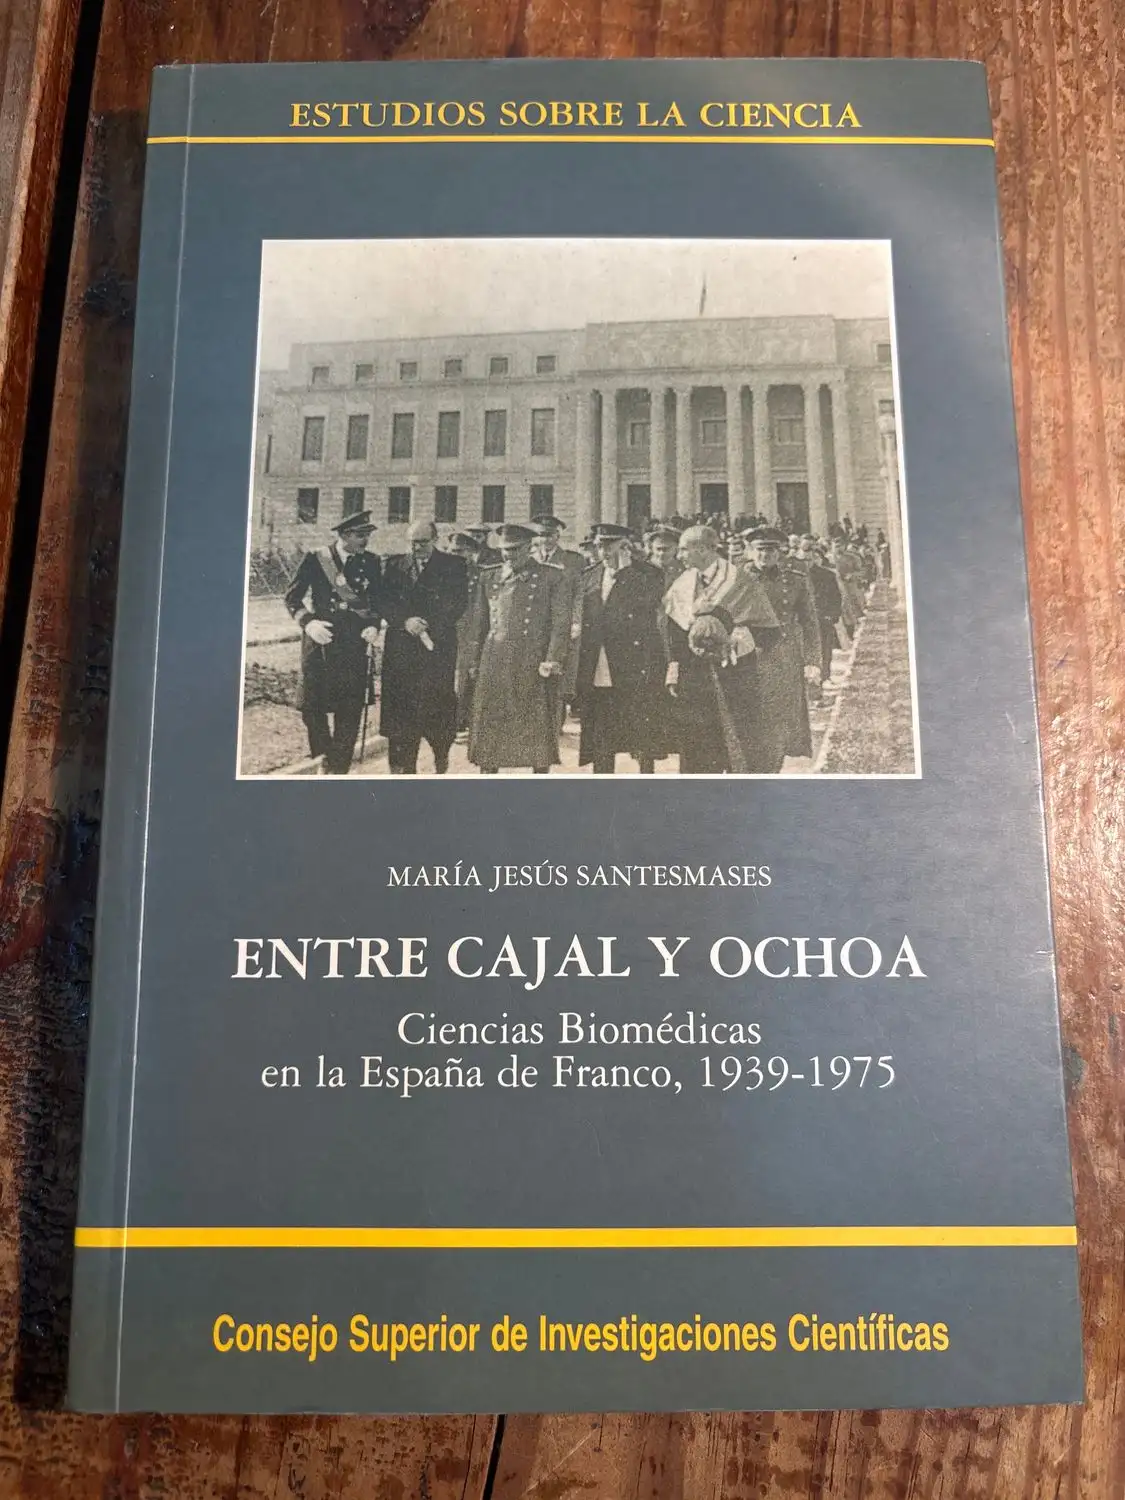 ESTUDIOS SOBRE LA CIENCIA
MARÍA JESÚS SANTESMASES
ENTRE CAJAL Y OCHOA
Ciencias Biomédicas
en la España de Franco, 1939-1975
Consejo Superior de Investigaciones Científicas